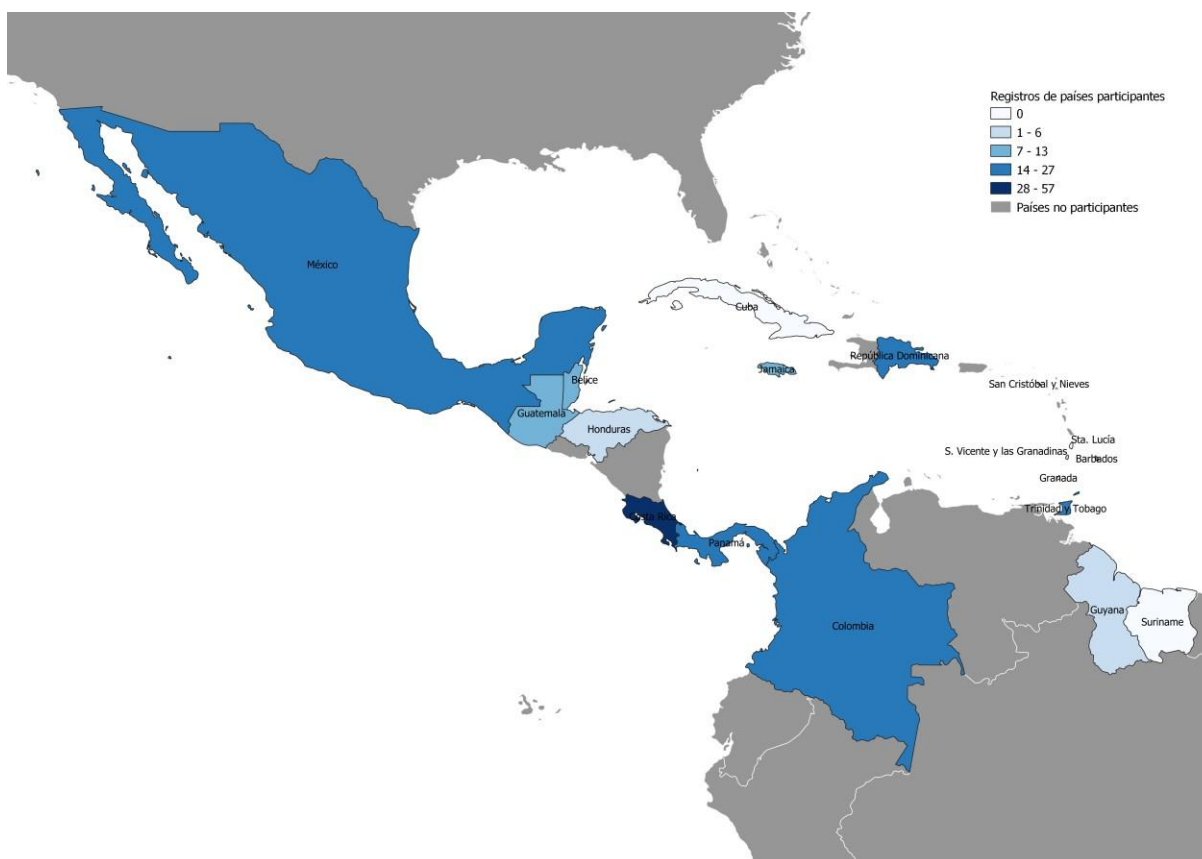 Registros de países participantes
0
1 - 6
7 - 13
14 - 27
28 - 57
Países no participantes
México
Cuba
República Dominicana
Jamaica
Belice
San Cristóbal y Nieves
Guatemala
Honduras
Sta. Lucía
S. Vicente y las Granadinas
Barbados
Granada
Trinidad y Tobago
Costa Rica
Panamá
Guyana
Suriname
Colombia